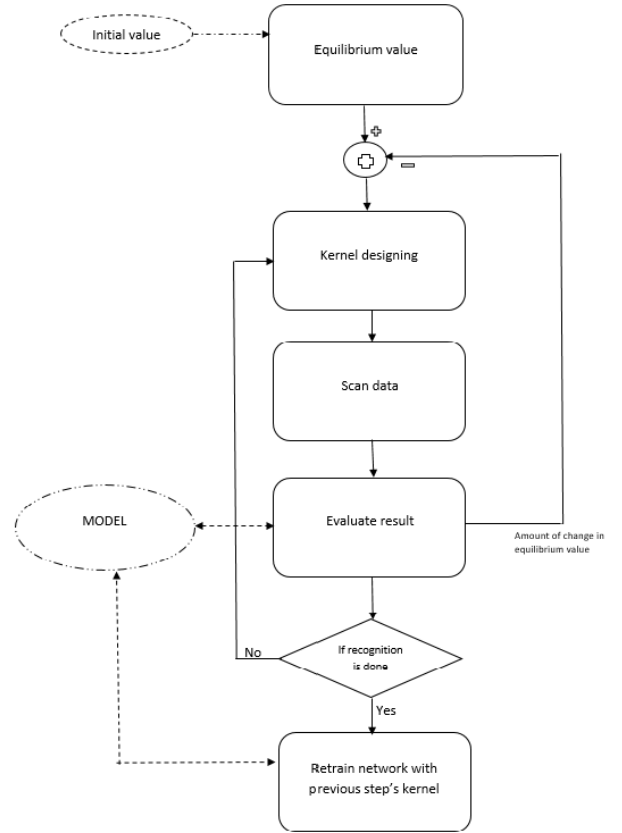 Initial value
Equilibrium value
Kernel designing
Scan data
MODEL
Evaluate result
Amount of change in
equilibrium value
If recognition
is done
No
Yes
Retrain network with
previous step's kernel